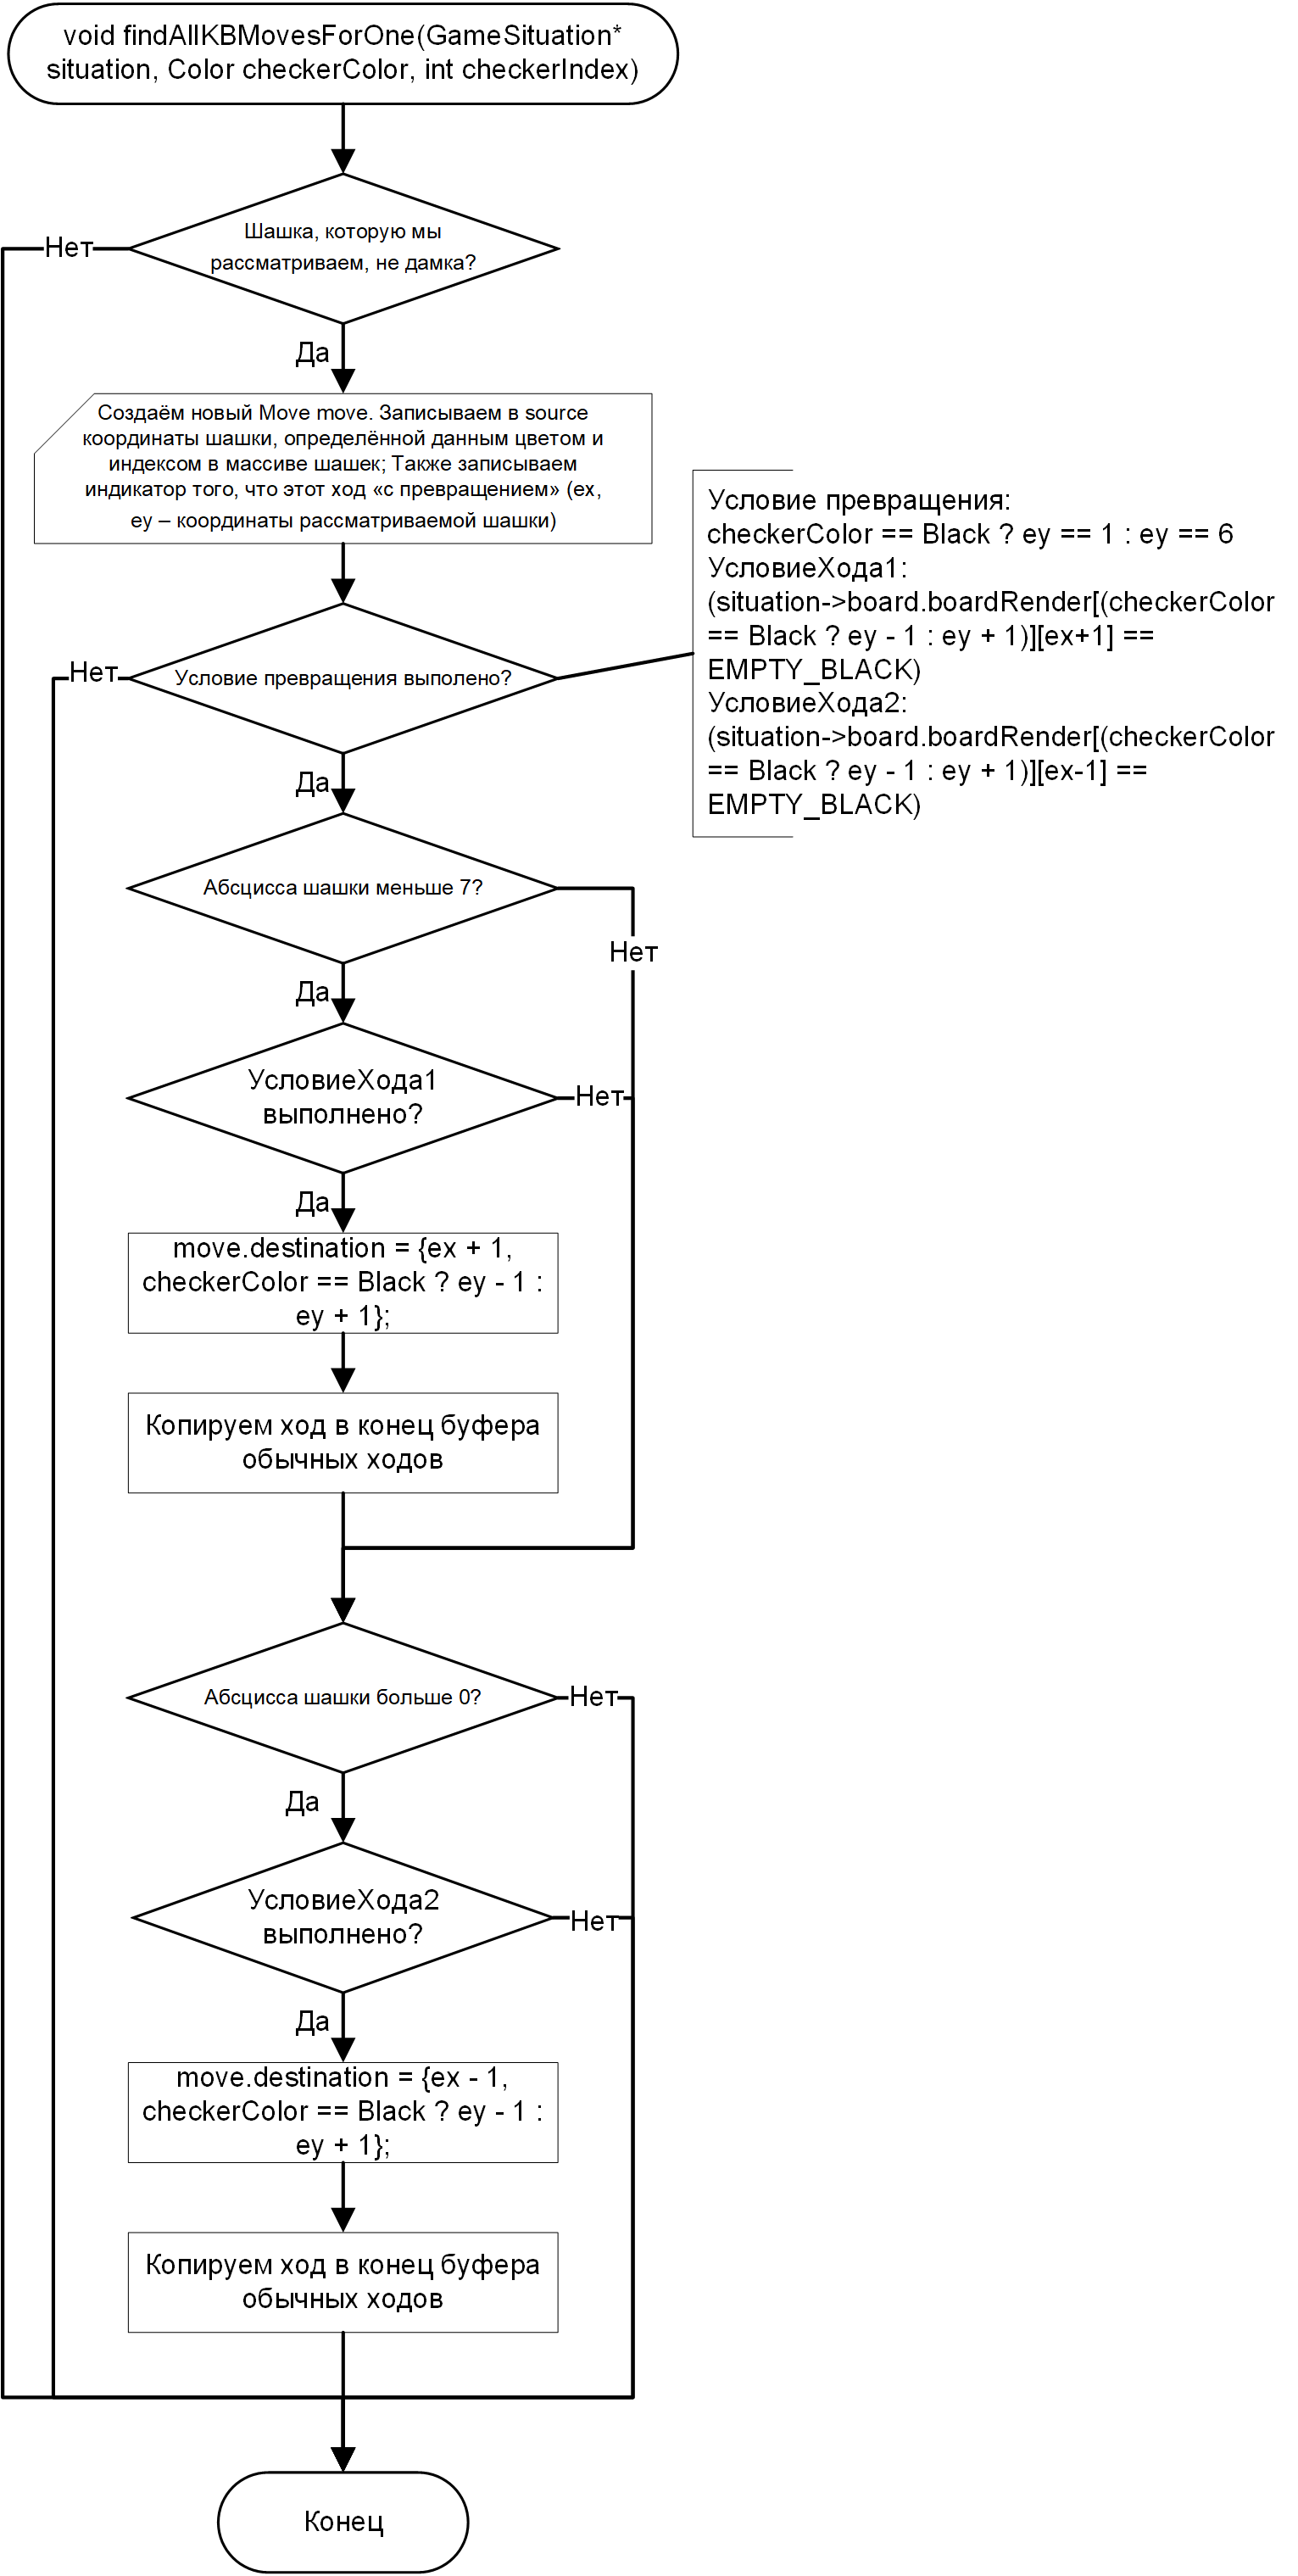 void findAllKBMovesForOne(GameSituation*
situation, Color checkerColor, int checkerIndex)
Шашка, которую мы
рассматриваем, не дамка?
Нет
Да
Создаём новый Move move. Записываем в source
координаты шашки, определённой данным цветом и
индексом в массиве шашек; Также записываем
индикатор того, что этот ход «с превращением» (ex,
ey – координаты рассматриваемой шашки)
Условие превращения:
checkerColor == Black ? ey == 1 : ey == 6
УсловиеХода1:
(situation->board.boardRender[(checkerColor
== Black ? ey - 1 : ey + 1)][ex+1] ==
EMPTY_BLACK)
УсловиеХода2:
(situation->board.boardRender[(checkerColor
== Black ? ey - 1 : ey + 1)][ex-1] ==
EMPTY_BLACK)
Условие превращения выполено?
Нет
Да
Абсцисса шашки меньше 7?
Нет
Да
УсловиеХода1
выполнено?
Нет
Да
move.destination = {ex + 1,
checkerColor == Black ? ey - 1 :
ey + 1};
Копируем ход в конец буфера
обычных ходов
Абсцисса шашки больше 0?
Нет
Да
УсловиеХода2
выполнено?
Нет
Да
move.destination = {ex - 1,
checkerColor == Black ? ey - 1 :
ey + 1};
Копируем ход в конец буфера
обычных ходов
Конец